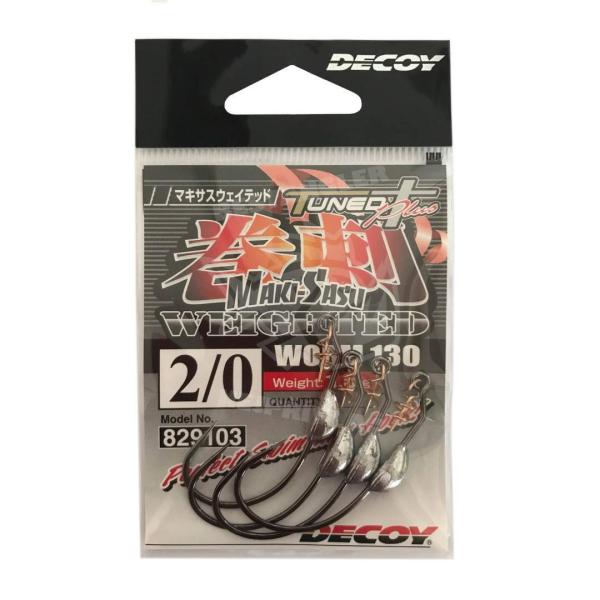 DECOY
マキサスウェイテッド
TUNED Plus
巻刺
MAKI-SASU
WEIGHTED
2/0
WORM 130
Weight
QUANTITY
Model No.
829103
Perfect
DECOY®